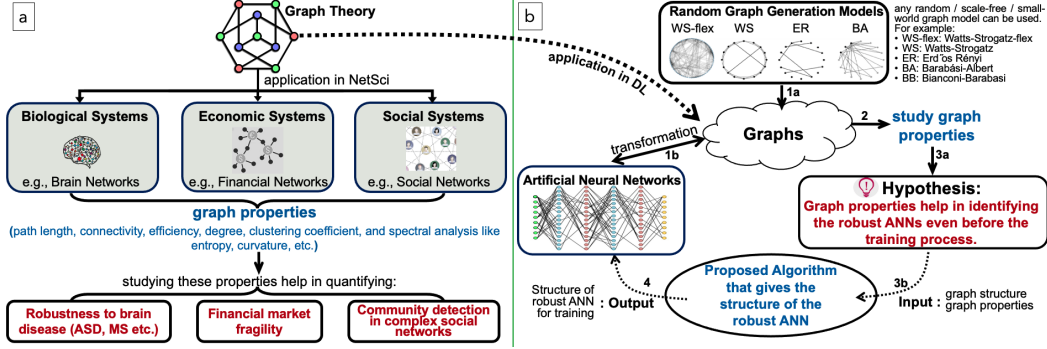 a
Graph Theory
application in NetSci
Biological Systems
e.g., Brain Networks
Economic Systems
e.g., Financial Networks
Social Systems
e.g., Social Networks
graph properties
(path length, connectivity, efficiency, degree, clustering coefficient, and spectral analysis like
entropy, curvature, etc.)
studying these properties help in quantifying:
Robustness to brain
disease (ASD, MS etc.)
Financial market
fragility
Community detection
in complex social
networks
b
application in DL
Random Graph Generation Models
WS-flex
WS
ER
BA
any random / scale-free / small-
world graph model can be used.
For example:
• WS-flex: Watts-Strogatz-flex
• WS: Watts-Strogatz
• ER: Erd ̈os Rényi
• BA: Barabási-Albert
• BB: Bianconi-Barabasi
1a
Graphs
2
study graph
properties
transformation
1b
3a
Artificial Neural Networks
Hypothesis:
Graph properties help in identifying
the robust ANNs even before the
training process.
3b
Input :
graph structure
graph properties
Proposed Algorithm
that gives the
structure of the
robust ANN
4
Structure of
robust ANN
for training
: Output